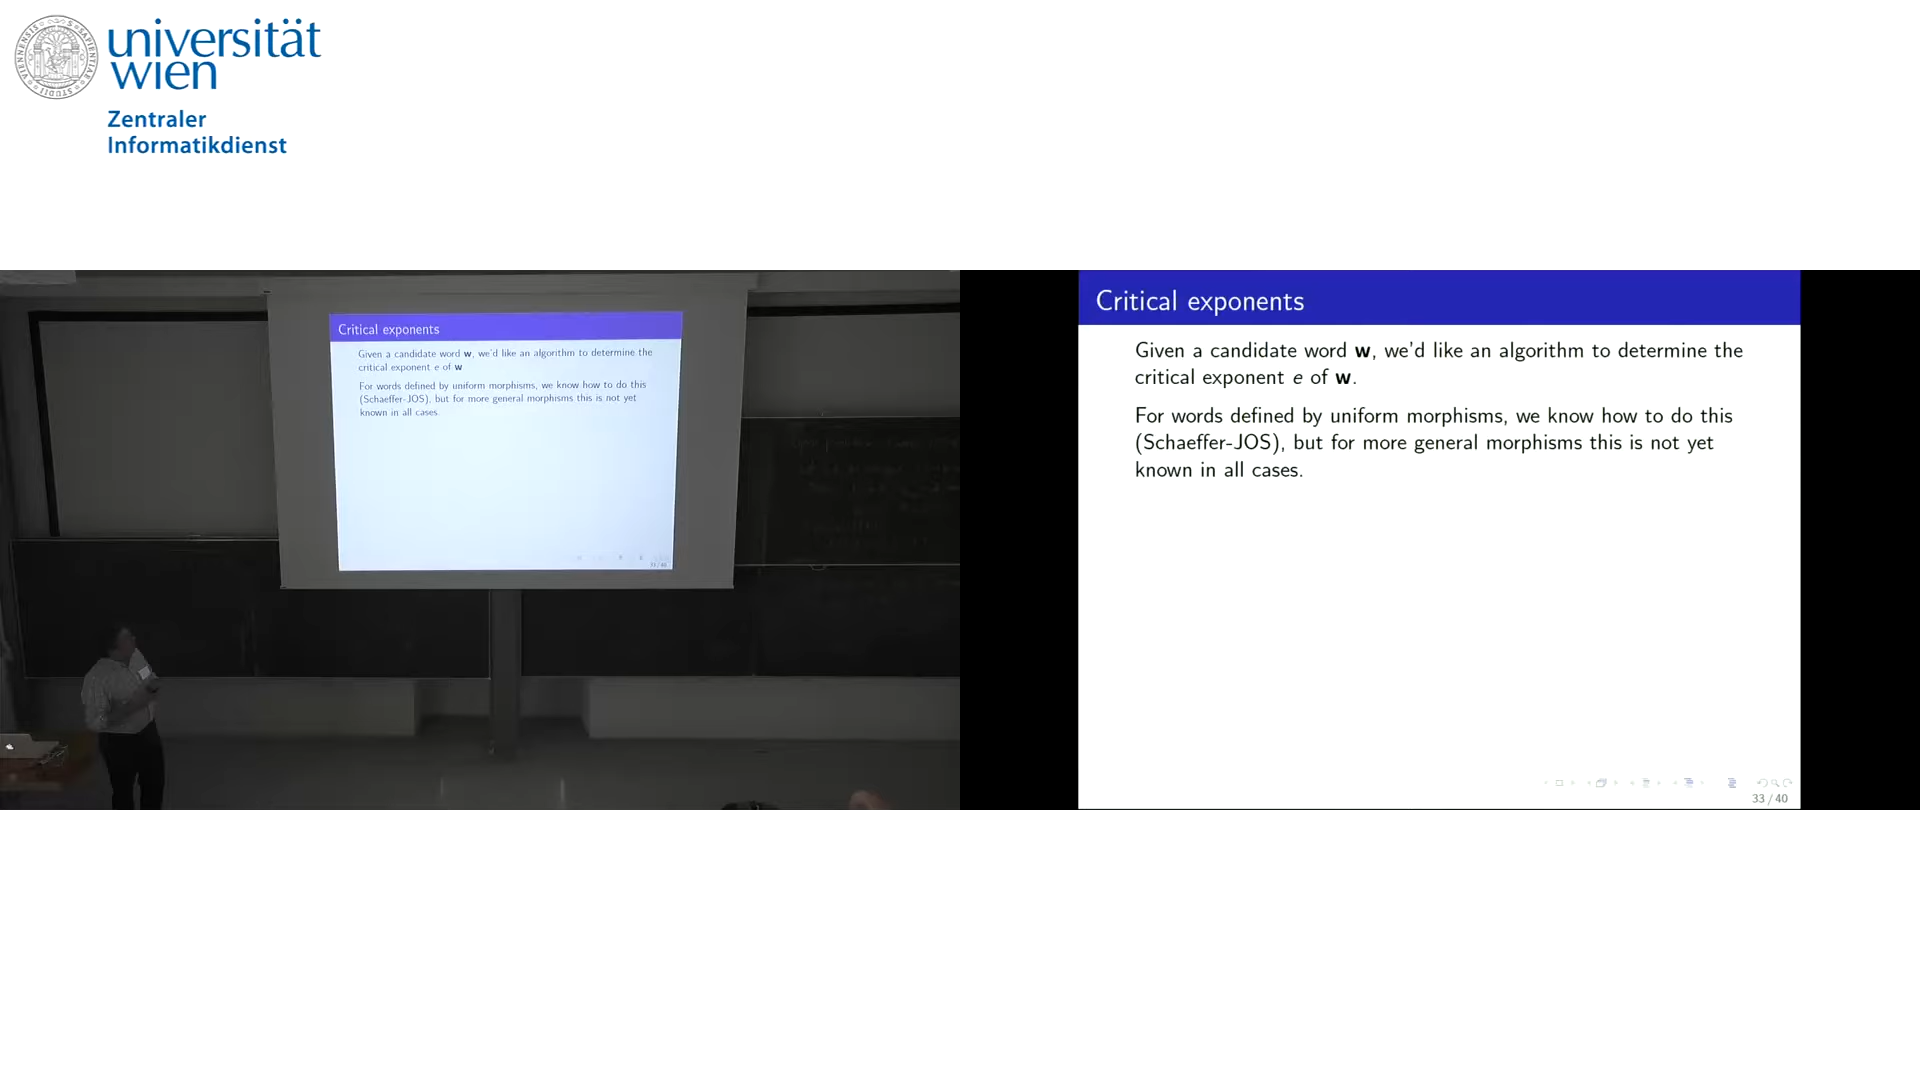 universität
wien
Zentraler
Informatikdienst
Critical exponents
Given a candidate word w, we'd like an algorithm to determine the
critical exponent e of w
For words defined by uniform morphisms, we know how to do this
(Schaeffer-JOS), but for more general morphisms this is not yet
known in all cases.
33 / 40
Critical exponents
Given a candidate word w, we'd like an algorithm to determine the
critical exponent e of w.
For words defined by uniform morphisms, we know how to do this
(Schaeffer-JOS), but for more general morphisms this is not yet
known in all cases.
33 / 40